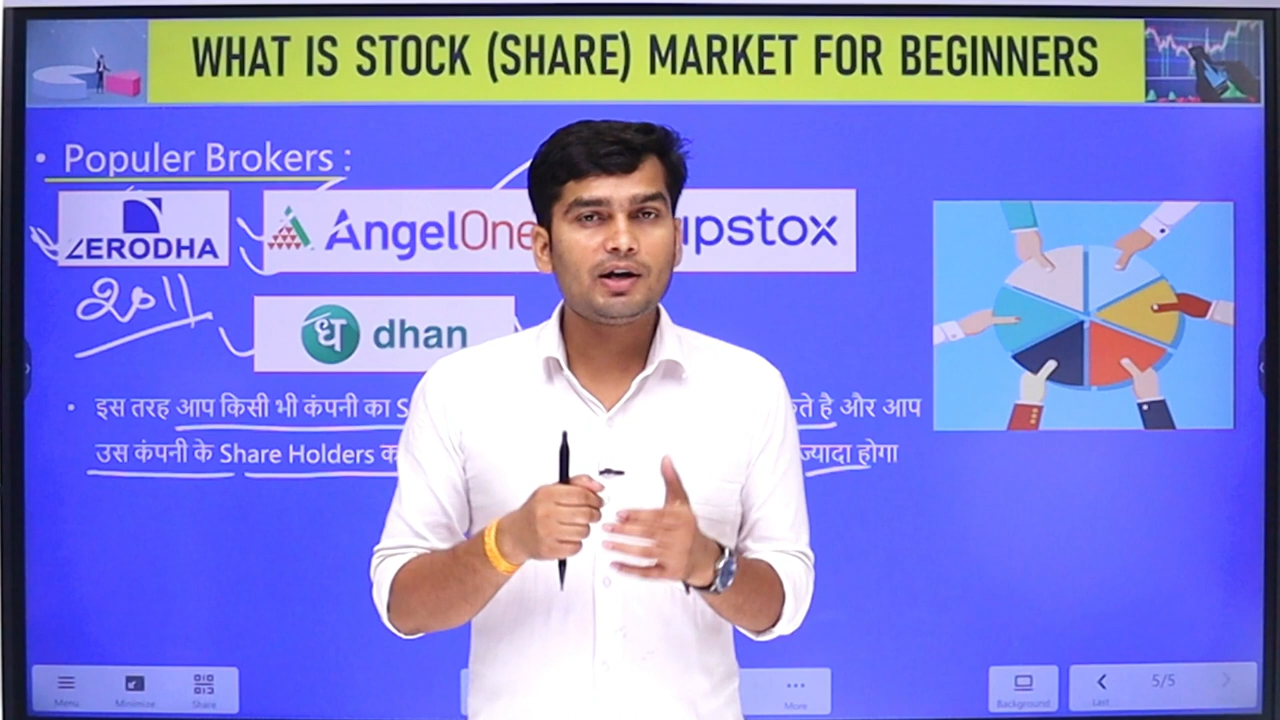 WHAT IS STOCK (SHARE) MARKET FOR BEGINNERS
• Populer Brokers :
ZERODHA AngelOne upstox
2011
ध dhan
• इस तरह आप किसी भी कंपनी का है और आप
उस कंपनी के Share Holders ज्यादा होगा
Menu Minimize Share More Background Last 5/5